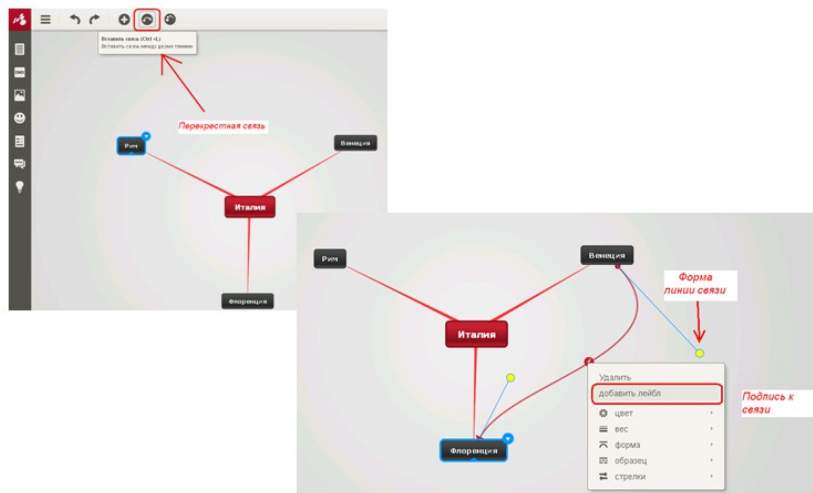 Вставить связь (Ctrl+L)
Вставить связь между двумя темами
Перекрестная связь
Рим
Венеция
Италия
Флоренция
Рим
Венеция
Форма
линии связи
Италия
Удалить
добавить лейбл
Подпись к
связи
цвет
вес
форма
образец
стрелки
Флоренция